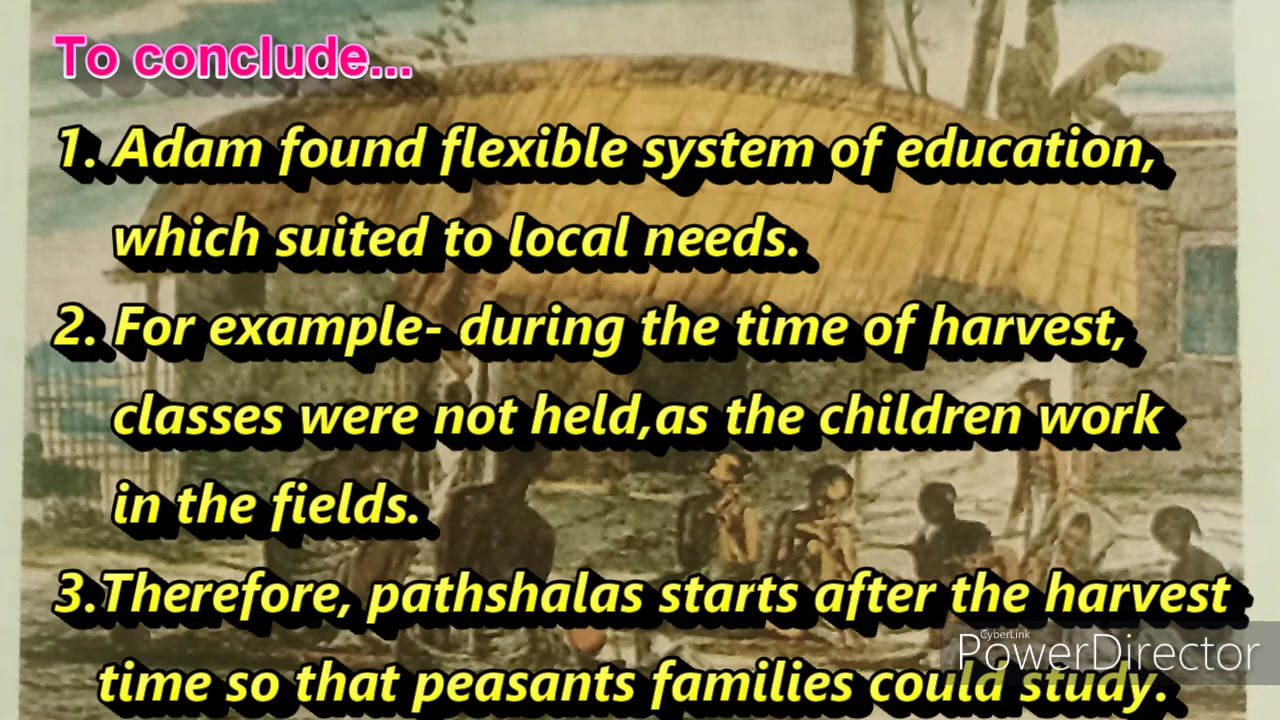 To conclude...
1. Adam found flexible system of education,
which suited to local needs.
2. For example- during the time of harvest,
classes were not held,as the children work
in the fields.
3.Therefore, pathshalas starts after the harvest
CyberLink
PowerDirector
time so that peasants families could study.